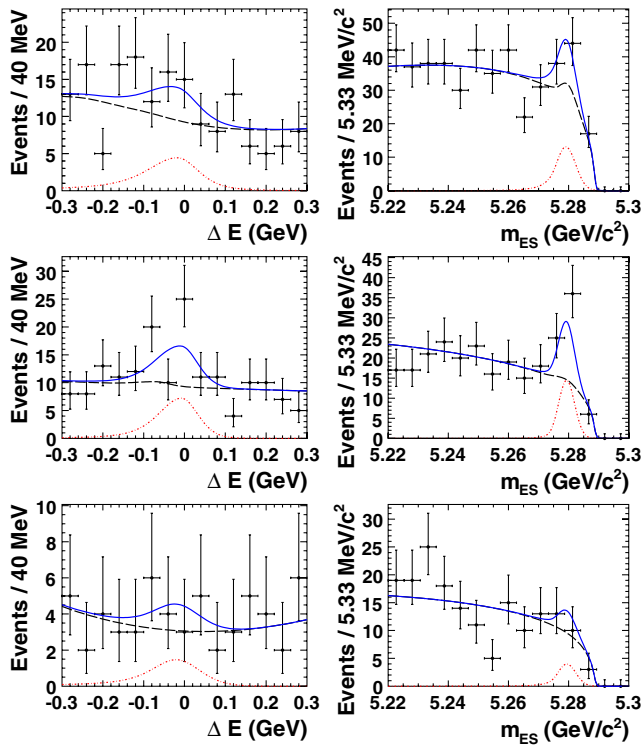 Events / 40 MeV
20
15
10
5
0
-0.3 -0.2 -0.1 0 0.1 0.2 0.3
Δ E (GeV)
Events / 5.33 MeV/c²
50
40
30
20
10
0
5.22 5.24 5.26 5.28 5.3
m_ES (GeV/c²)
Events / 40 MeV
30
25
20
15
10
5
0
-0.3 -0.2 -0.1 0 0.1 0.2 0.3
Δ E (GeV)
Events / 5.33 MeV/c²
45
40
35
30
25
20
15
10
5
0
5.22 5.24 5.26 5.28 5.3
m_ES (GeV/c²)
Events / 40 MeV
10
8
6
4
2
0
-0.3 -0.2 -0.1 0 0.1 0.2 0.3
Δ E (GeV)
Events / 5.33 MeV/c²
30
25
20
15
10
5
0
5.22 5.24 5.26 5.28 5.3
m_ES (GeV/c²)